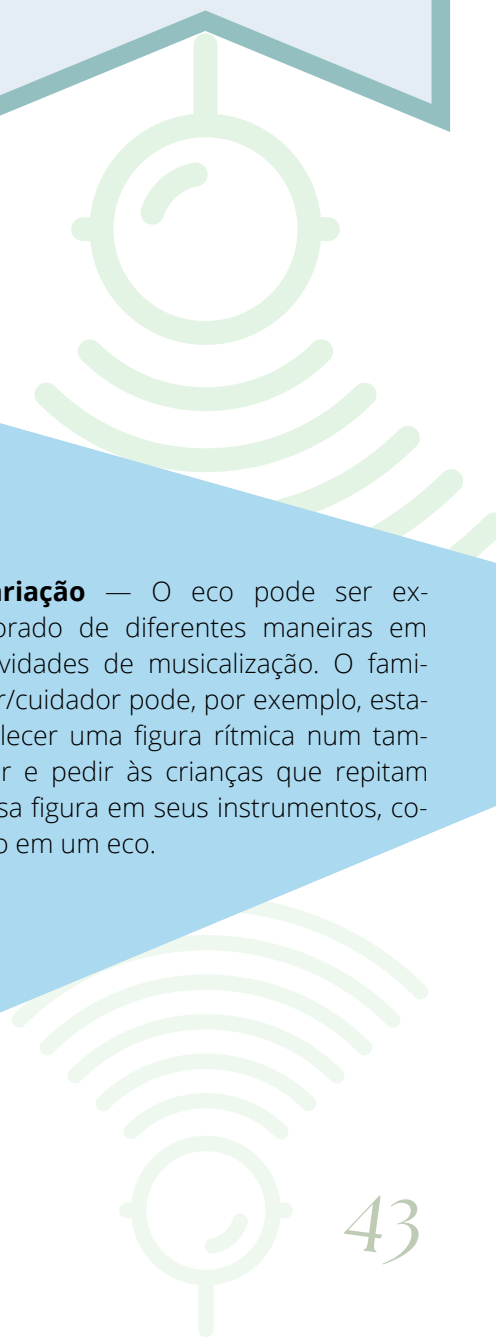 ariação — O eco pode ser ex-
orado de diferentes maneiras em
vidades de musicalização. O fami-
r/cuidador pode, por exemplo, esta-
lecer uma figura rítmica num tam-
r e pedir às crianças que repitam
sa figura em seus instrumentos, co-
o em um eco.
43